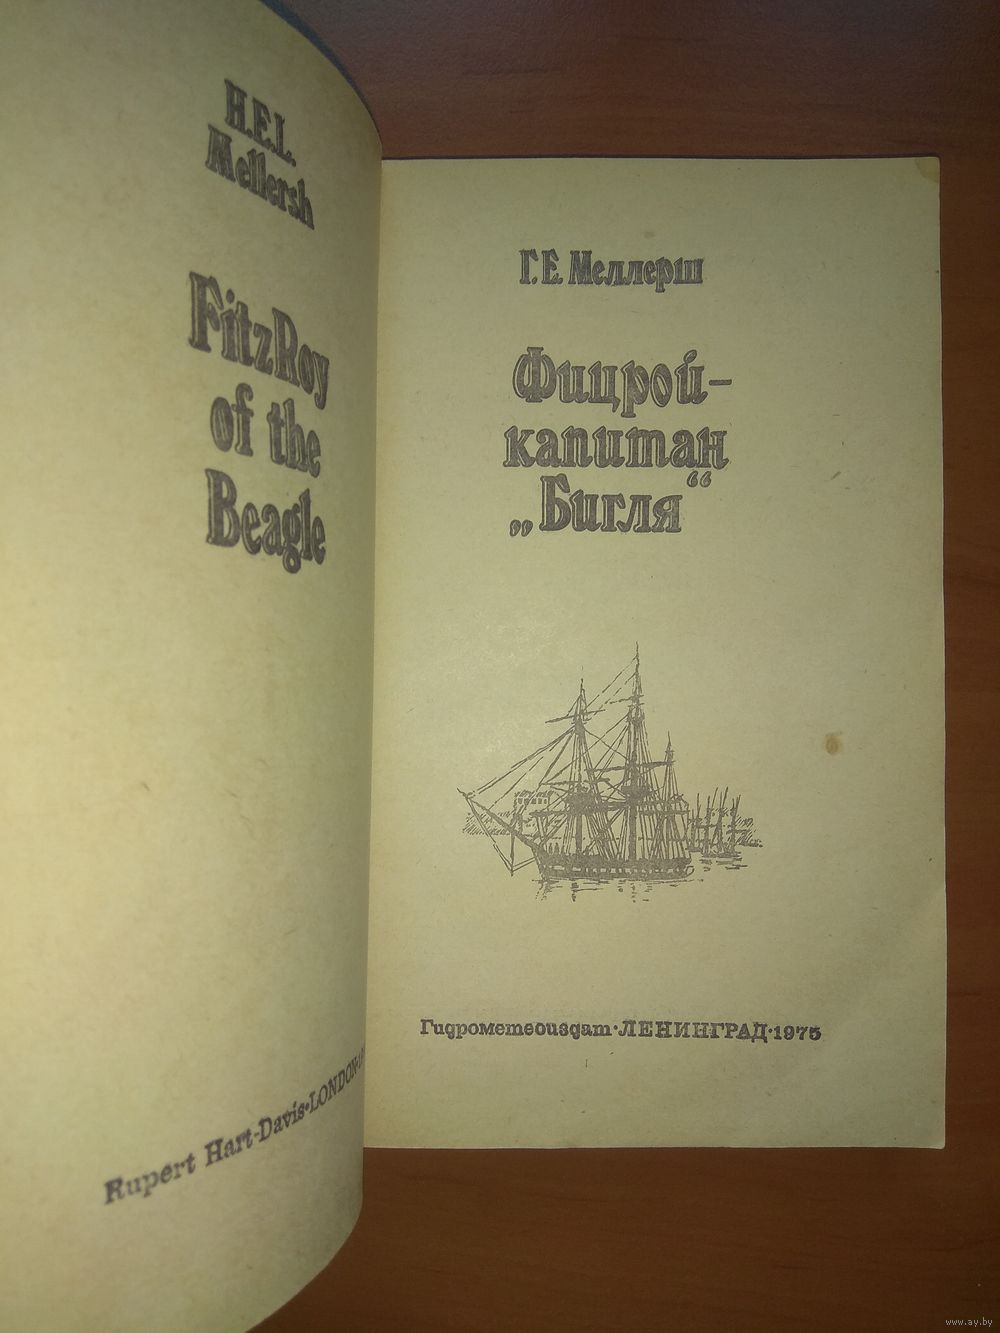 H.E.L.
Mellersh
FitzRoy
of the
Beagle
Rupert Hart-Davis·LONDON
Г. Е. Меллерш
Фицрой-
капитан
„Бигля“
Гидрометеоиздат·ЛЕНИНГРАД·1975
www.ay.by